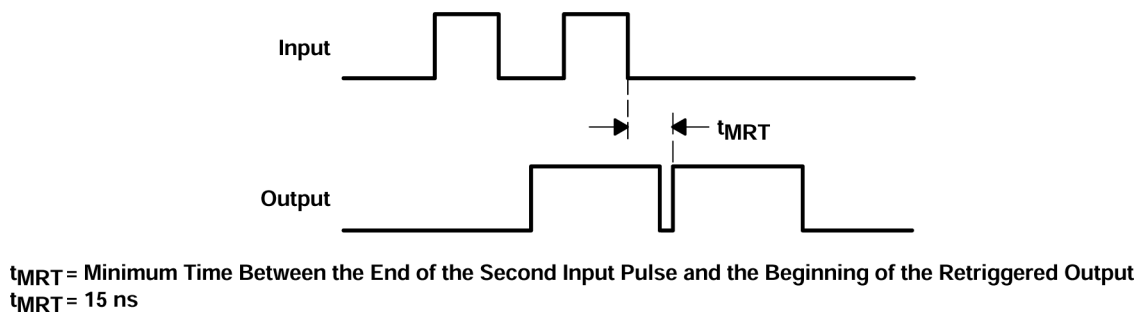 Input
tMRT
Output
tMRT = Minimum Time Between the End of the Second Input Pulse and the Beginning of the Retriggered Output
tMRT = 15 ns